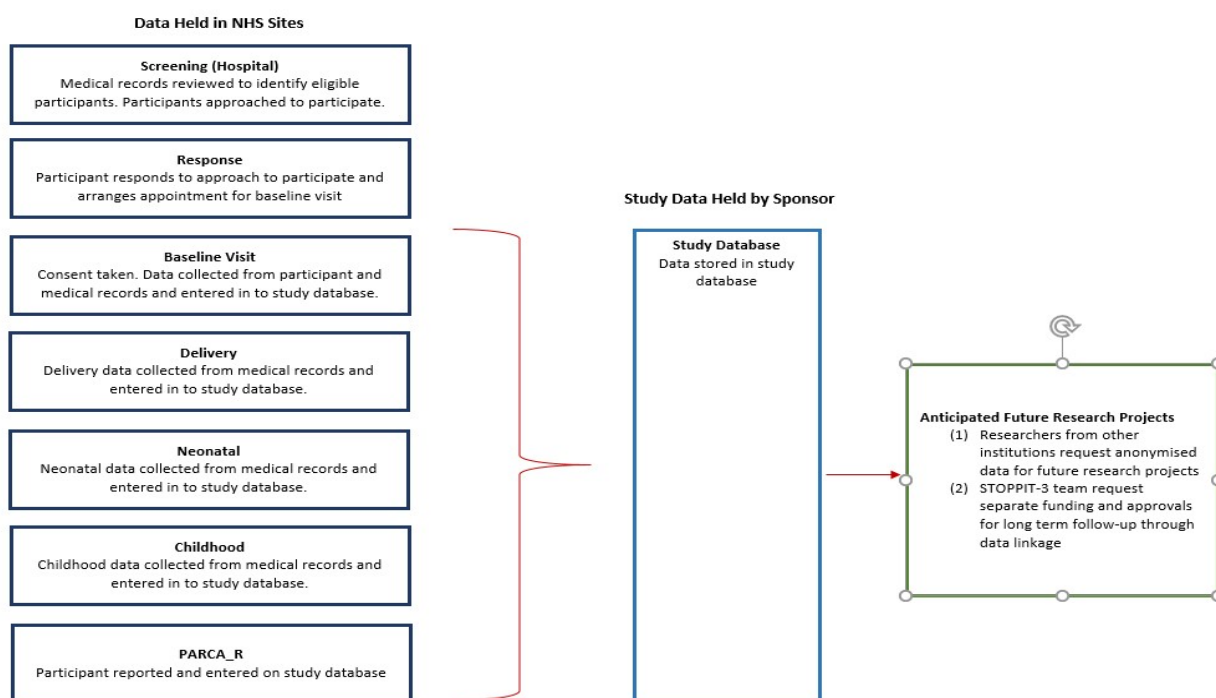 Data Held in NHS Sites
Screening (Hospital)
Medical records reviewed to identify eligible
participants. Participants approached to participate.
Response
Participant responds to approach to participate and
arranges appointment for baseline visit
Baseline Visit
Consent taken. Data collected from participant and
medical records and entered in to study database.
Delivery
Delivery data collected from medical records and
entered in to study database.
Neonatal
Neonatal data collected from medical records and
entered in to study database.
Childhood
Childhood data collected from medical records and
entered in to study database.
PARCA_R
Participant reported and entered on study database
Study Data Held by Sponsor
Study Database
Data stored in study
database
Anticipated Future Research Projects
(1) Researchers from other
institutions request anonymised
data for future research projects
(2) STOPPIT-3 team request
separate funding and approvals
for long term follow-up through
data linkage